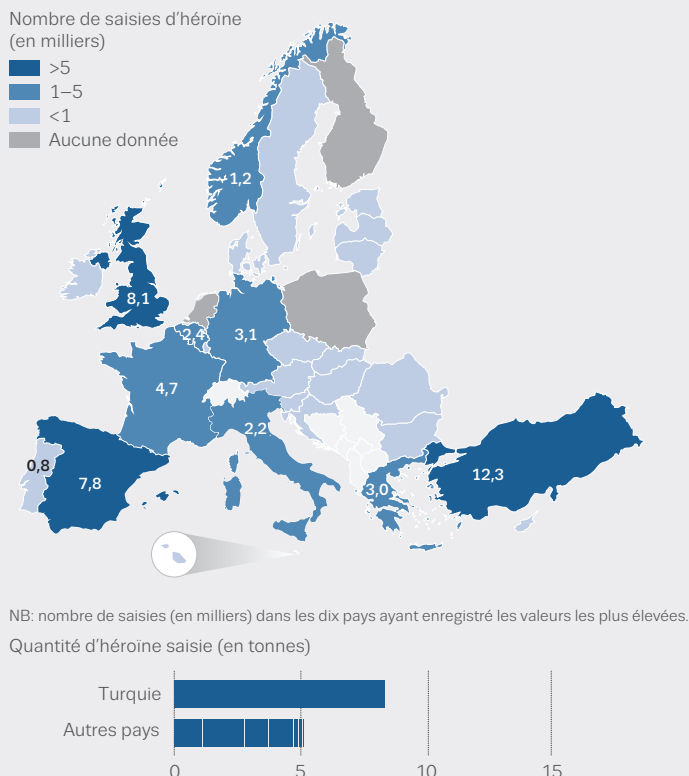 Nombre de saisies d'héroïne
(en milliers)
>5
1–5
<1
Aucune donnée
1,2
8,1
2,4
3,1
4,7
2,2
0,8
7,8
3,0
12,3
NB: nombre de saisies (en milliers) dans les dix pays ayant enregistré les valeurs les plus élevées.
Quantité d'héroïne saisie (en tonnes)
Turquie
Autres pays
0 5 10 15